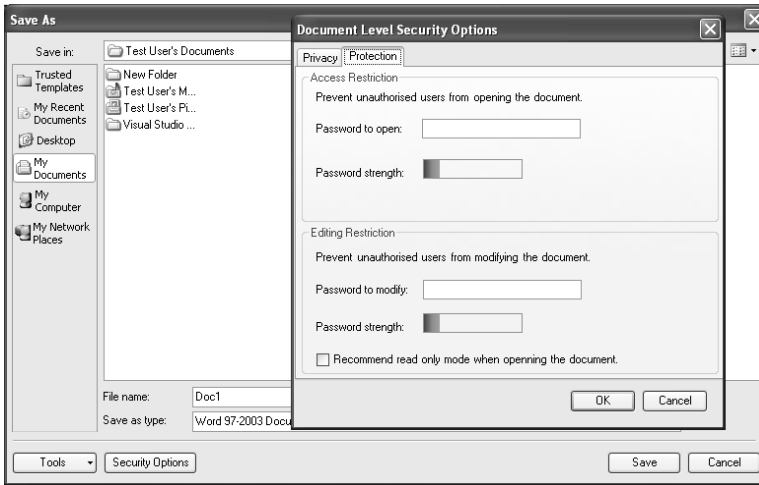 Save As
Save in:
Test User's Documents
Trusted
Templates
My Recent
Documents
Desktop
My
Documents
My
Computer
My Network
Places
New Folder
Test User's M...
Test User's Pi...
Visual Studio ...
File name:
Doc1
Save as type:
Word 97-2003 Docu
Tools
Security Options
Save
Cancel
Document Level Security Options
Privacy
Protection
Access Restriction
Prevent unauthorised users from opening the document.
Password to open:
Password strength:
Editing Restriction
Prevent unauthorised users from modifying the document.
Password to modify:
Password strength:
Recommend read only mode when openning the document.
OK
Cancel